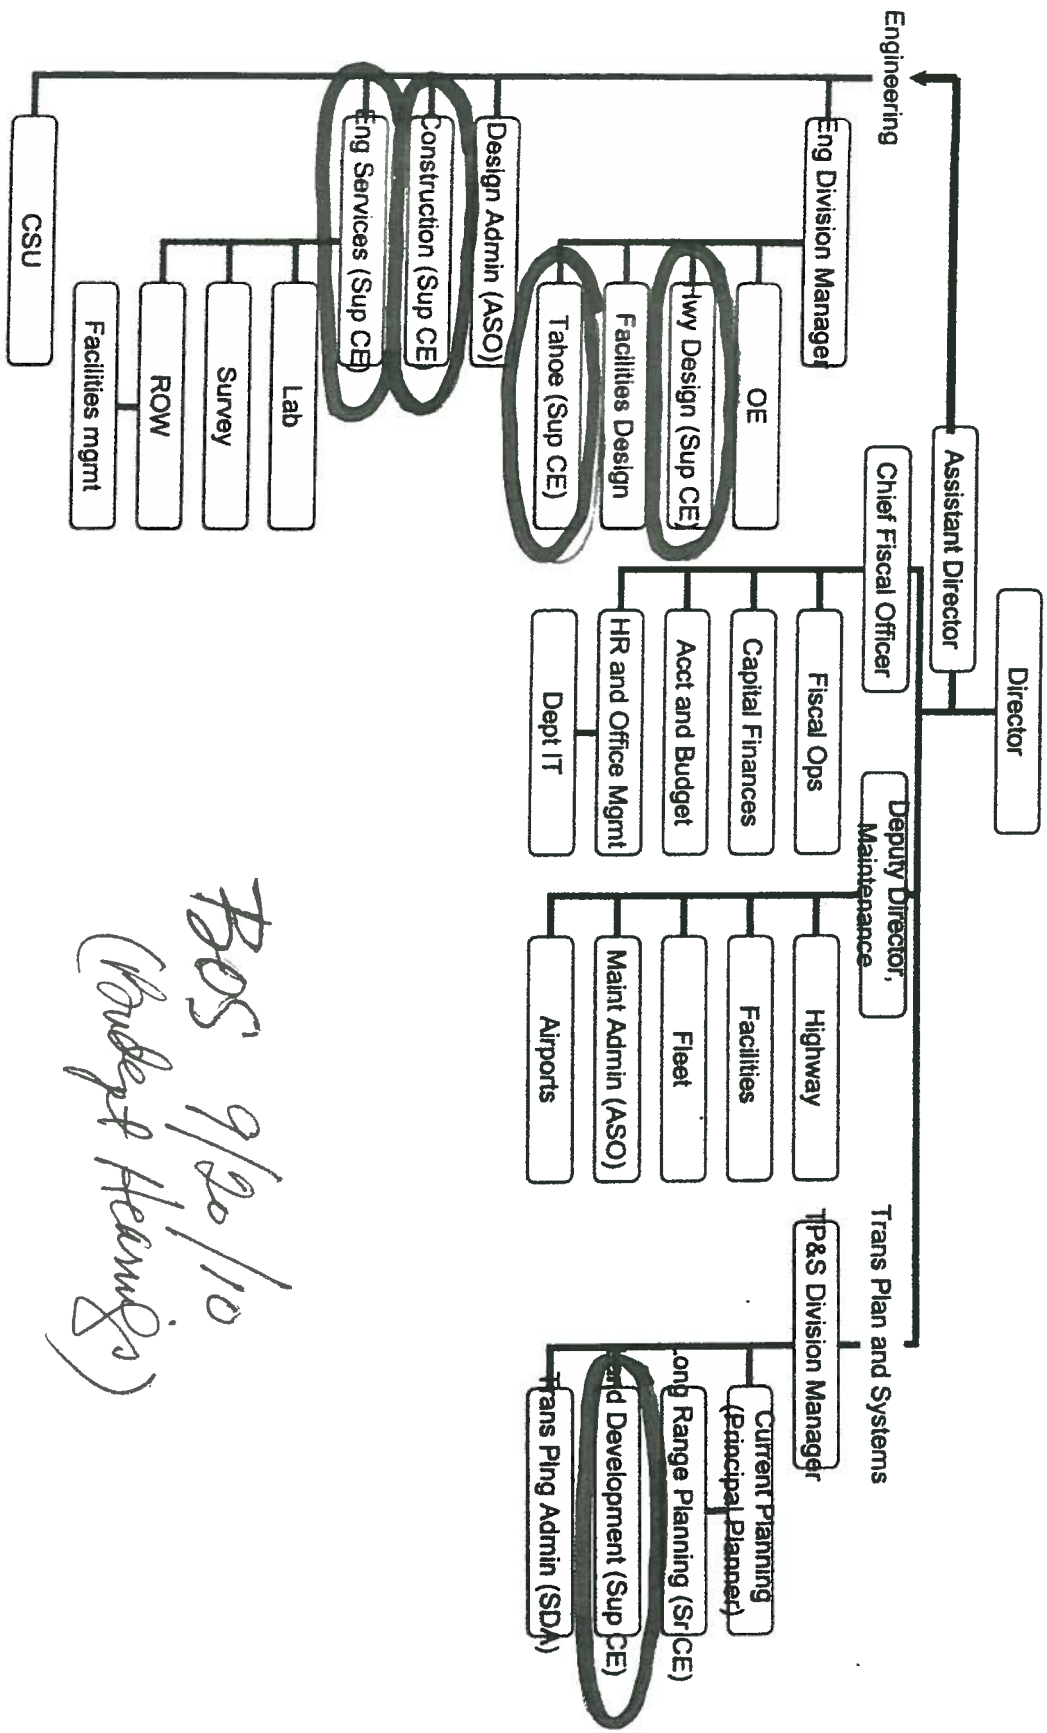 Director
Assistant Director
Engineering
Eng Division Manager
OE
Hwy Design (Sup CE)
Facilities Design
Tahoe (Sup CE)
Design Admin (ASO)
Construction (Sup CE
Eng Services (Sup CE)
Lab
Survey
ROW
Facilities mgmt
CSU
Chief Fiscal Officer
Fiscal Ops
Capital Finances
Acct and Budget
HR and Office Mgmt
Dept IT
Deputy Director,
Maintenance
Highway
Facilities
Fleet
Maint Admin (ASO)
Airports
Trans Plan and Systems
TP&S Division Manager
Current Planning
(Principal Planner)
Long Range Planning (Sr CE)
nd Development (Sup CE)
Trans Plng Admin (SDA)
BOS 9/20/10
(Budget Hearings)